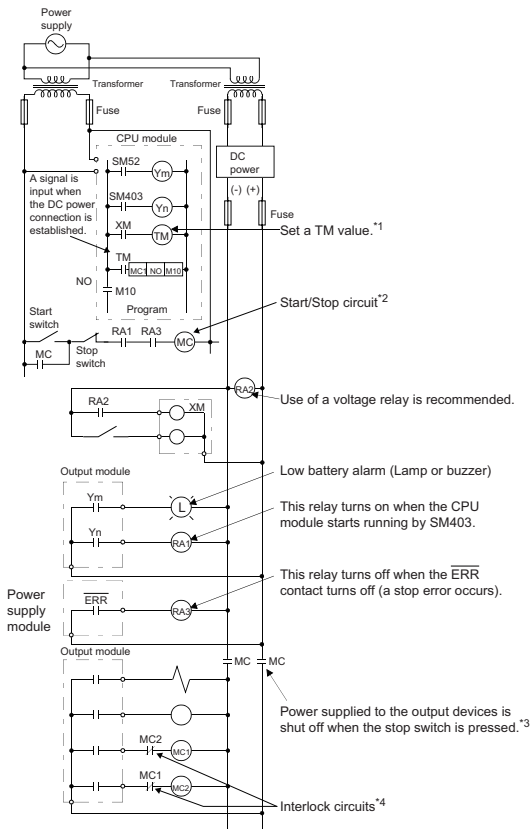 Power
supply
Transformer
Transformer
Fuse
Fuse
CPU module
DC
power
SM52
Ym
A signal is
input when
the DC power
connection is
established.
(-) (+)
SM403
Yn
Fuse
XM
TM
Set a TM value.*1
TM
MC1 NO M10
NO
M10
Program
Start
switch
Start/Stop circuit*2
RA1 RA3
MC
MC
Stop
switch
RA2
Use of a voltage relay is recommended.
RA2
XM
Output module
Low battery alarm (Lamp or buzzer)
Ym
L
This relay turns on when the CPU
module starts running by SM403.
Yn
RA1
This relay turns off when the ERR
contact turns off (a stop error occurs).
Power
supply
module
ERR
RA3
Output module
MC MC
Power supplied to the output devices is
shut off when the stop switch is pressed.*3
MC2
MC1
MC1
MC2
Interlock circuits*4